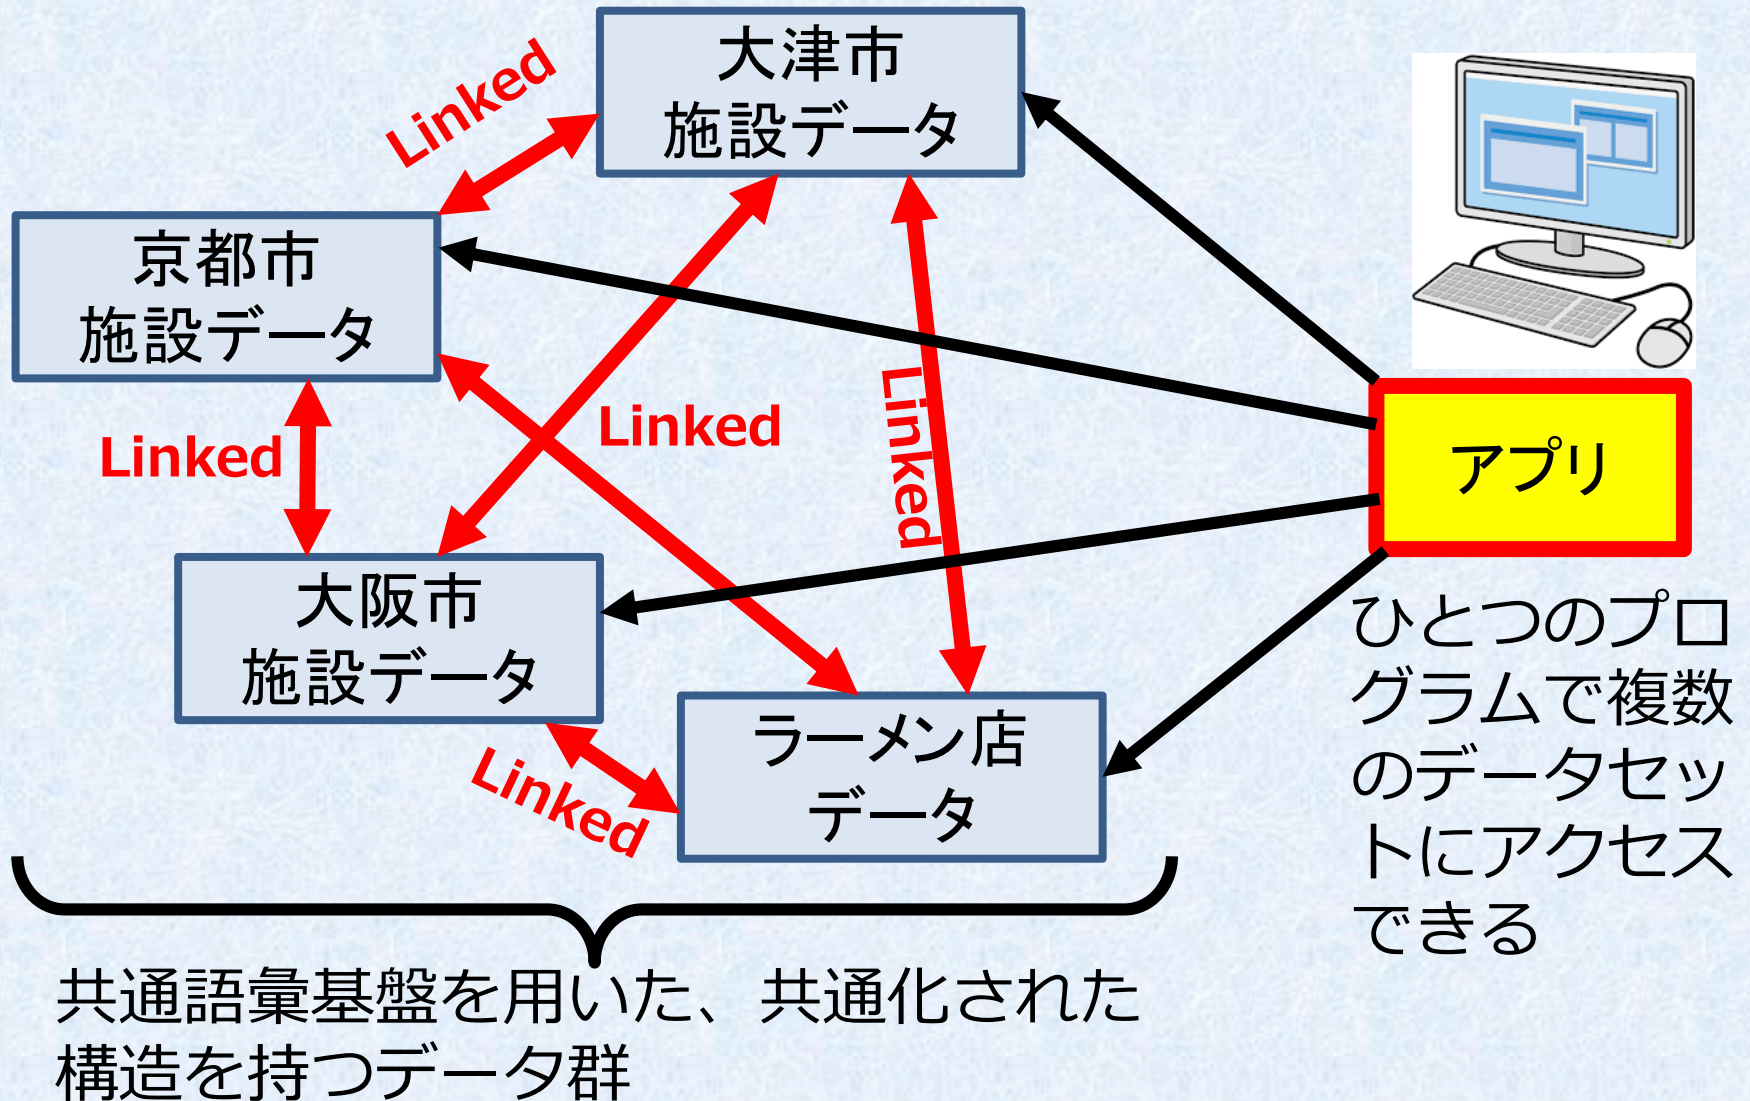 大津市
施設データ
Linked
京都市
施設データ
Linked
Linked
Linked
アプリ
大阪市
施設データ
Linked
ラーメン店
データ
ひとつのプロ
グラムで複数
のデータセッ
トにアクセス
できる
共通語彙基盤を用いた、共通化された
構造を持つデータ群